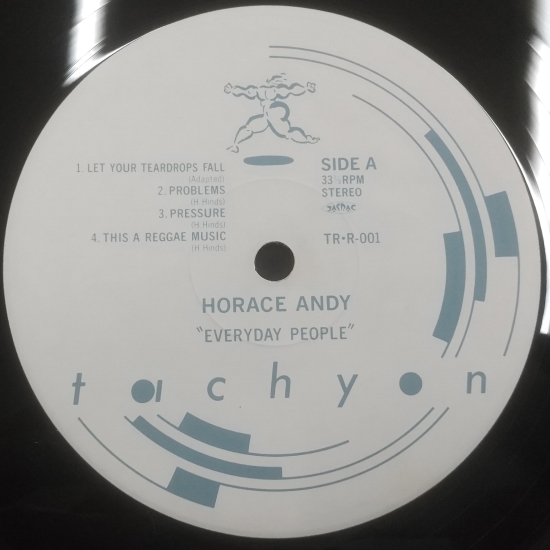 1. LET YOUR TEARDROPS FALL
(Adapted)
2. PROBLEMS
(H Hinds)
3. PRESSURE
(H Hinds)
4. THIS A REGGAE MUSIC
(H Hinds)
SIDE A
33⅓RPM
STEREO
TR•R-001
HORACE ANDY
"EVERYDAY PEOPLE"
tachyon